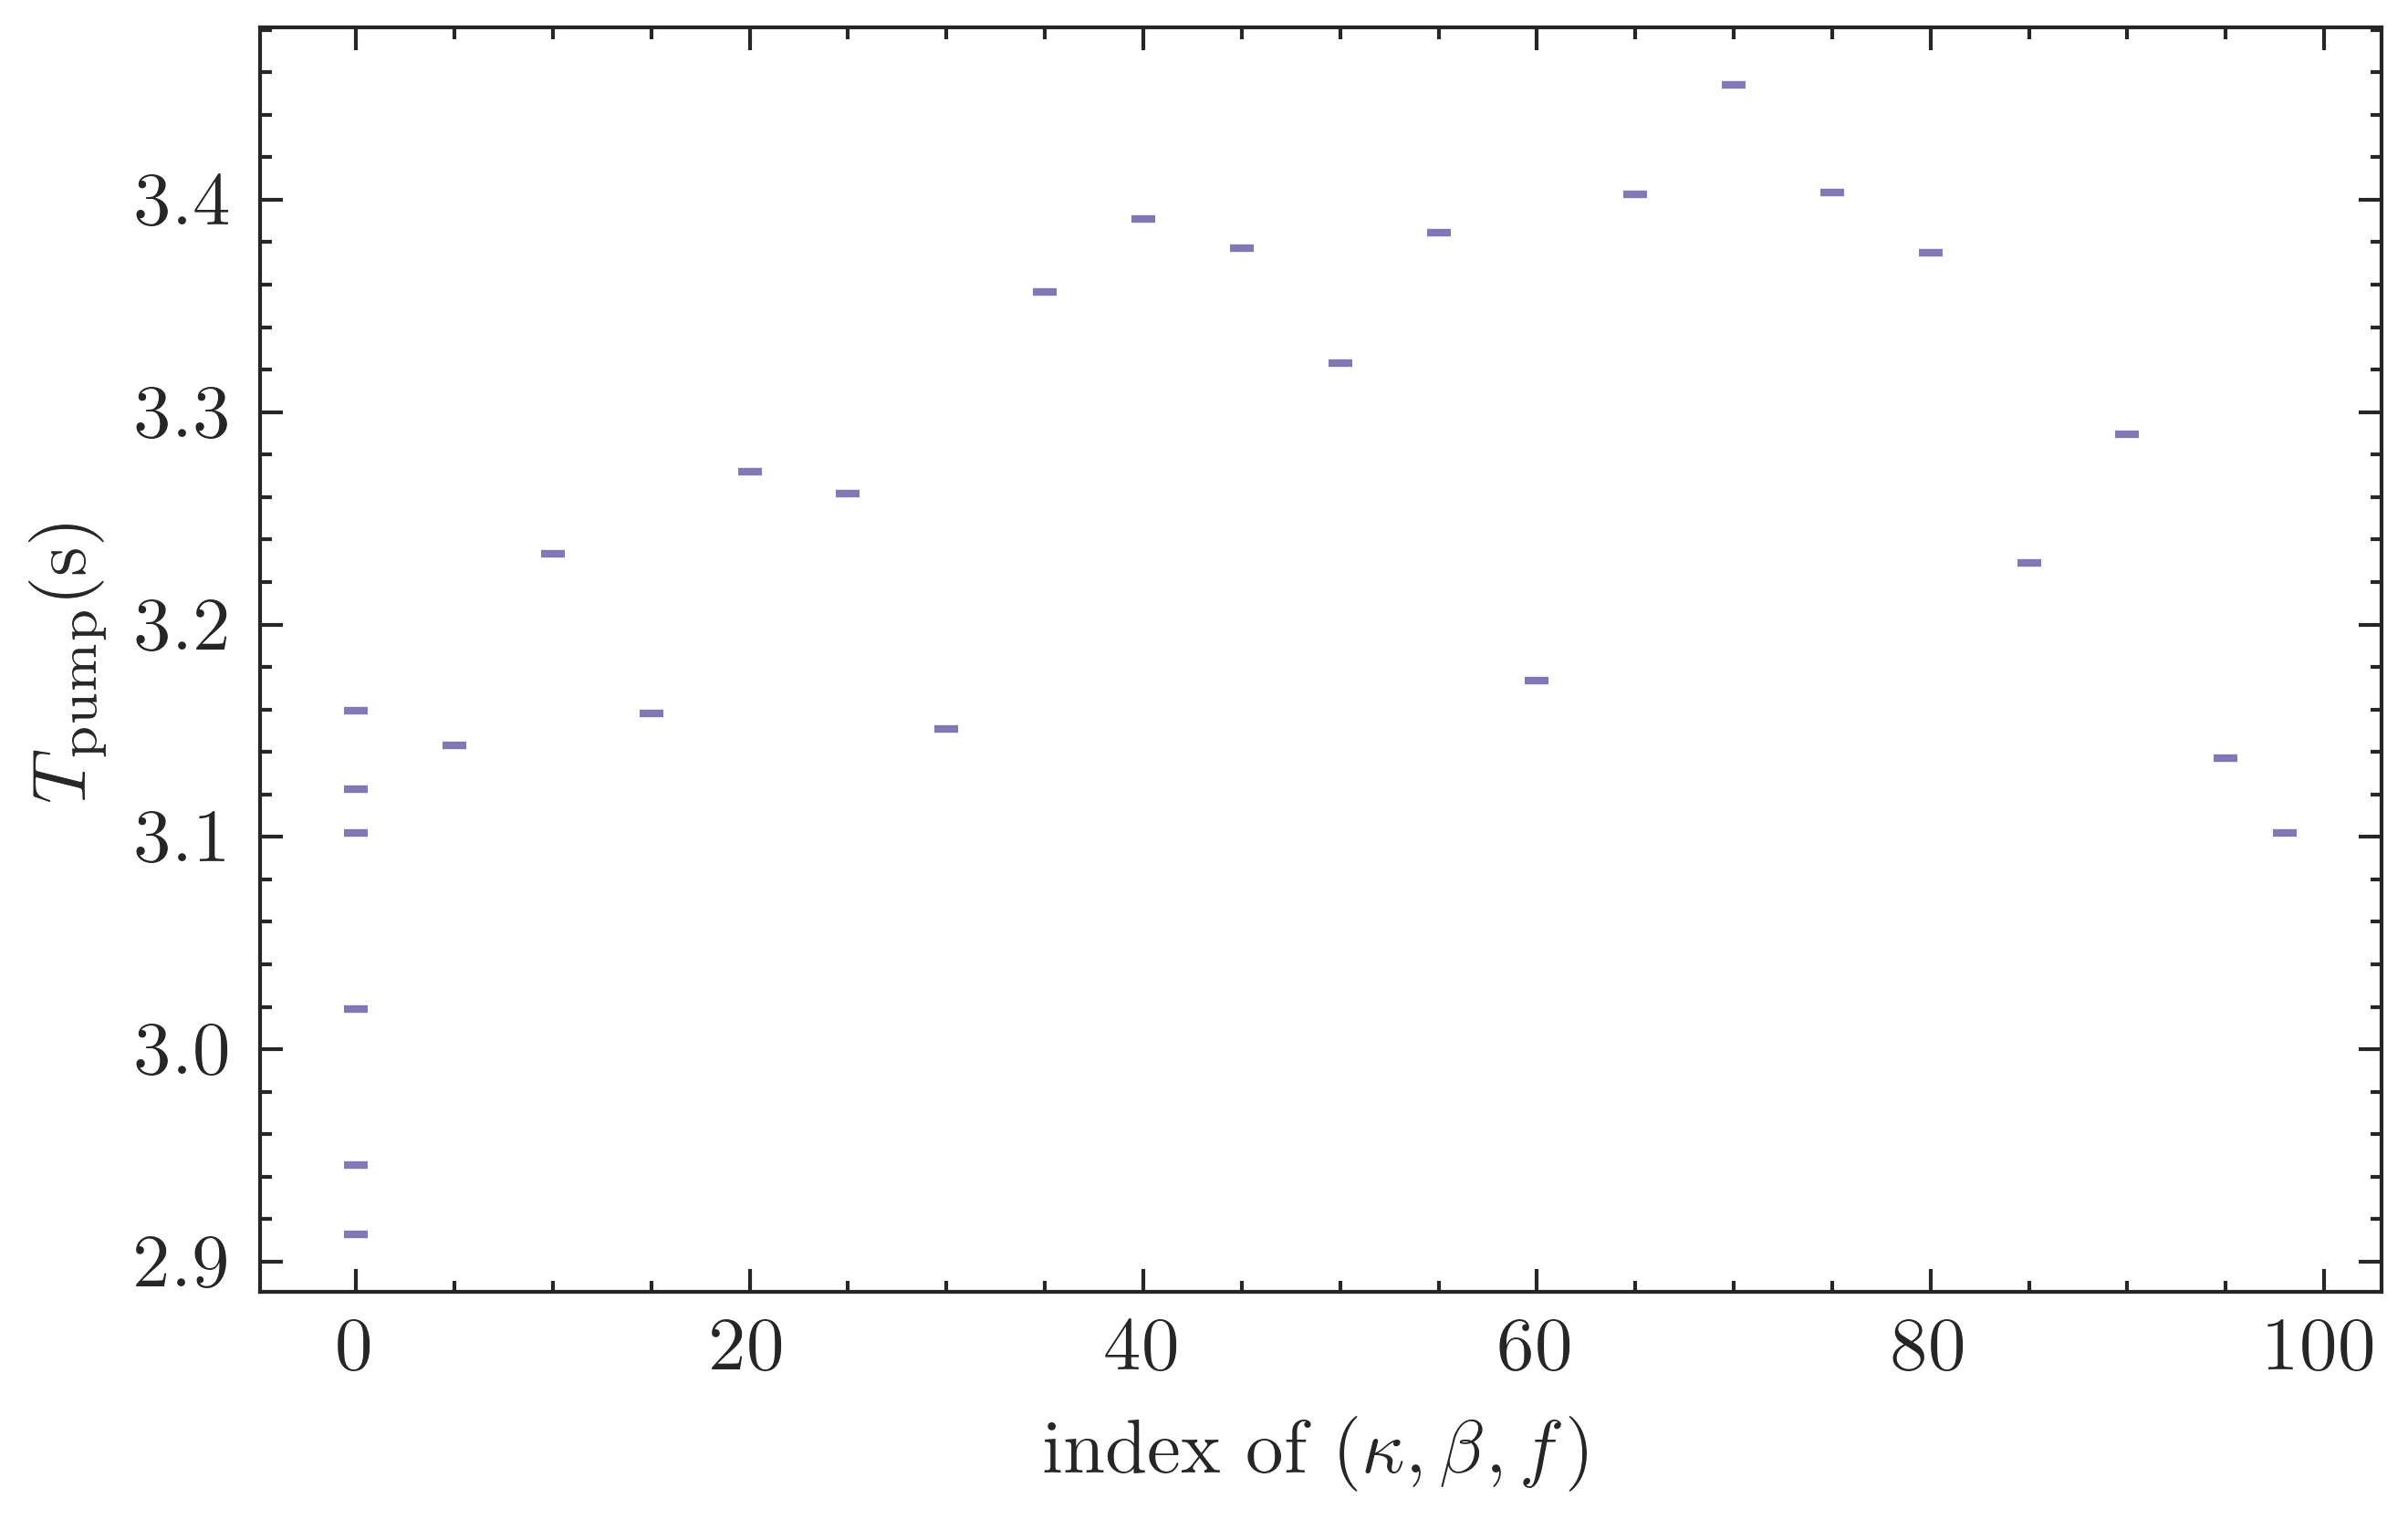 3.4
3.3
3.2
3.1
3.0
2.9
T_pump(s)
0 20 40 60 80 100
index of (κ, β, f)